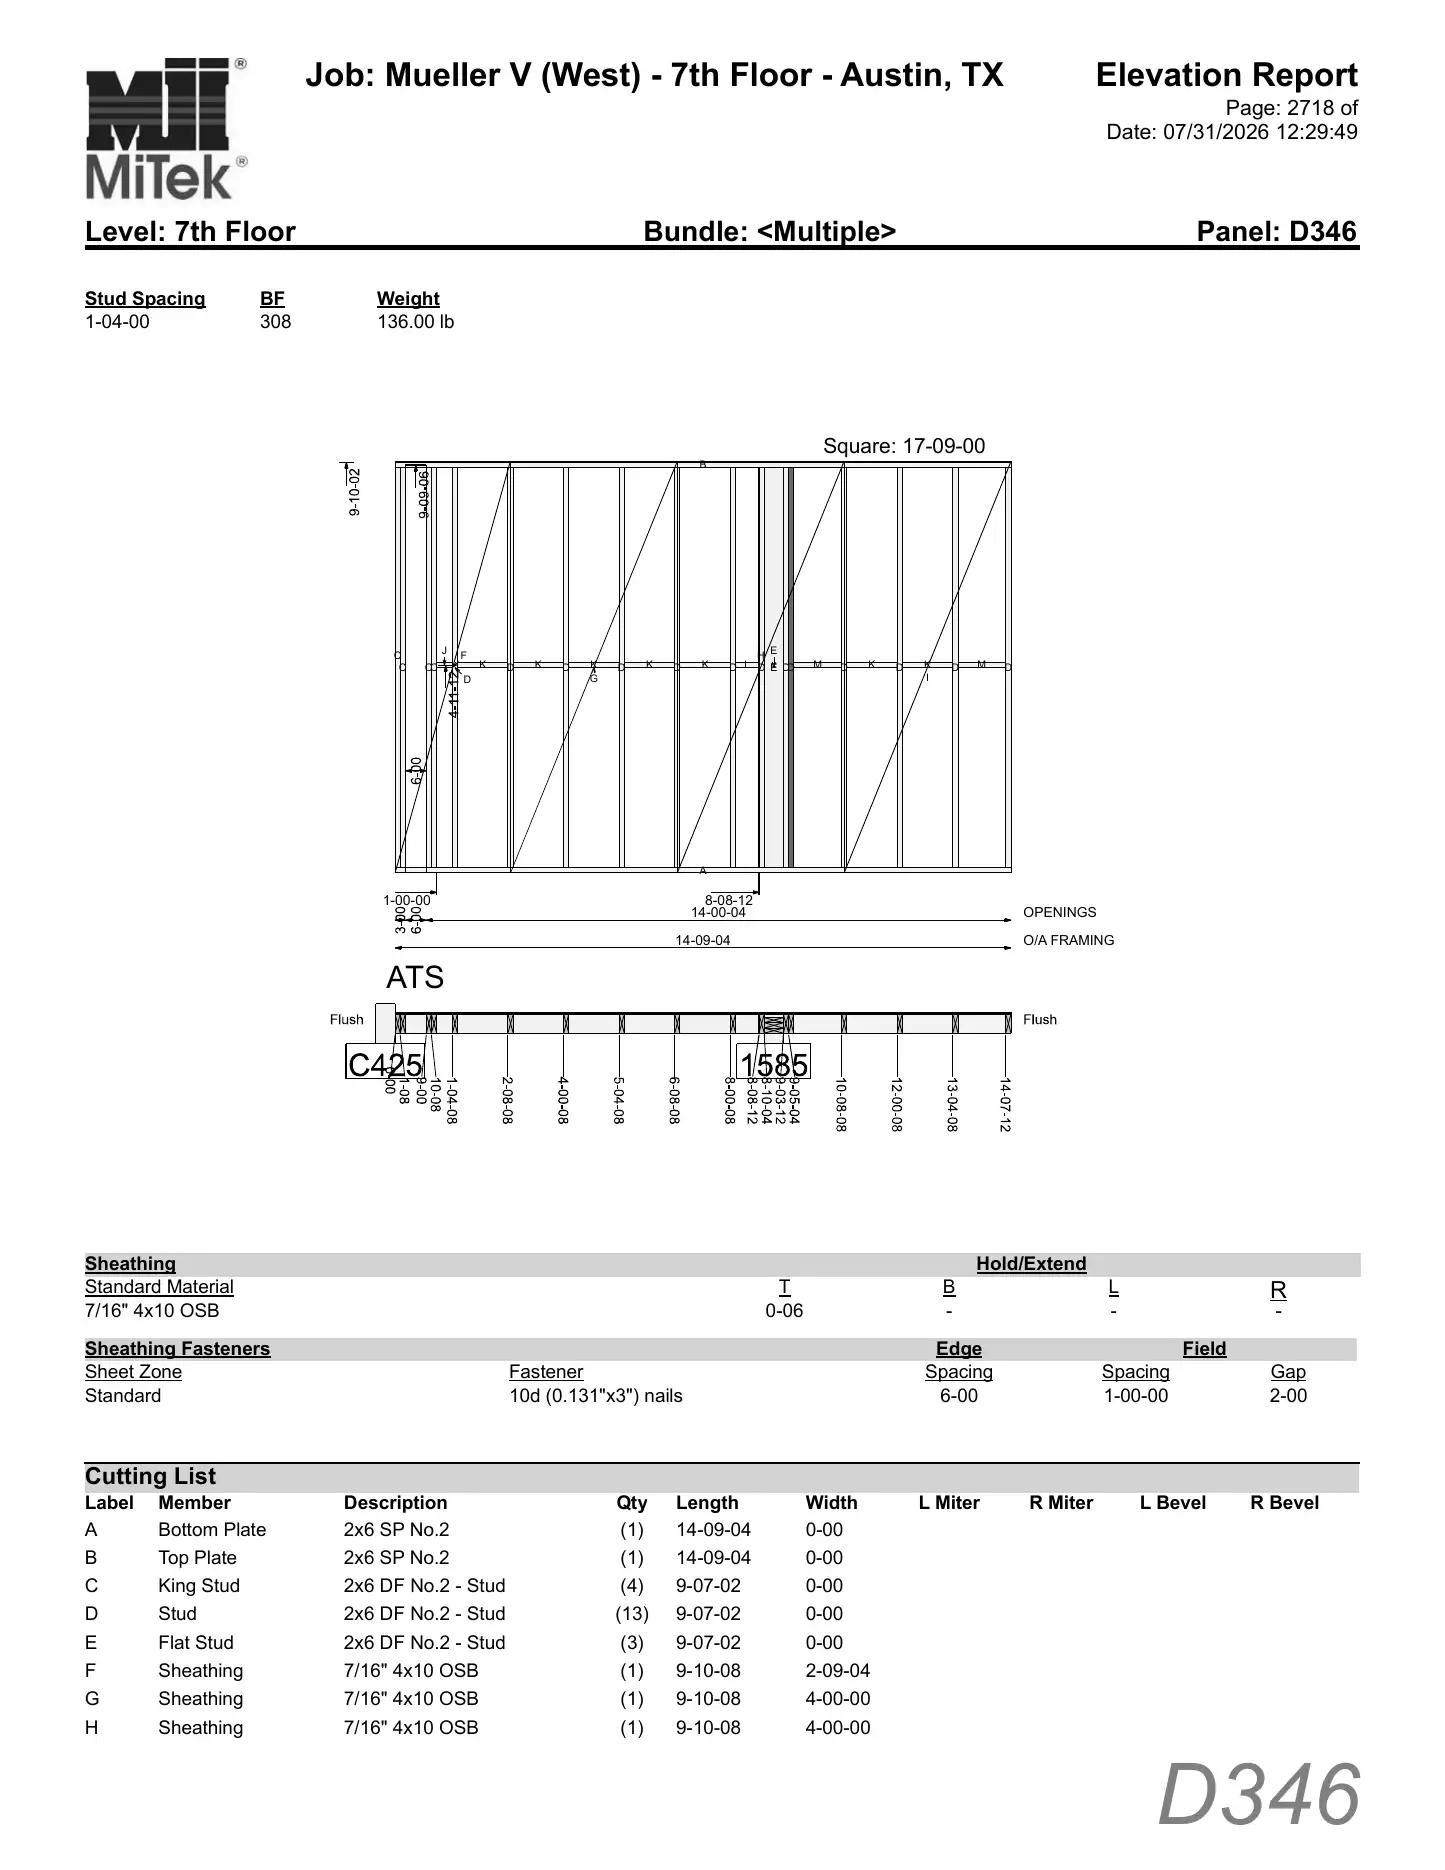 Job: Mueller V (West) - 7th Floor - Austin, TX
Elevation Report
Page: 2718 of
Date: 07/31/2026 12:29:49
MiTek®
Level: 7th Floor Bundle: <Multiple> Panel: D346
Stud Spacing BF Weight
1-04-00 308 136.00 lb
Square: 17-09-00
B
9-10-02
9-09-06
C J F E
C K K K K K I E M K K M
D G I
4-11-12
6-00
A
1-00-00 8-08-12
3-00 6-00 14-00-04 OPENINGS
14-09-04 O/A FRAMING
ATS
Flush Flush
C425 1585
0-00 1-08 9-00 10-08 1-04-08 2-08-08 4-00-08 5-04-08 6-08-08 8-00-08 8-08-12 8-10-04 9-03-12 9-05-04 10-08-08 12-00-08 13-04-08 14-07-12
Sheathing Hold/Extend
Standard Material T B L R
7/16" 4x10 OSB 0-06 - - -
Sheathing Fasteners Edge Field
Sheet Zone Fastener Spacing Spacing Gap
Standard 10d (0.131"x3") nails 6-00 1-00-00 2-00
Cutting List
Label Member Description Qty Length Width L Miter R Miter L Bevel R Bevel
A Bottom Plate 2x6 SP No.2 (1) 14-09-04 0-00
B Top Plate 2x6 SP No.2 (1) 14-09-04 0-00
C King Stud 2x6 DF No.2 - Stud (4) 9-07-02 0-00
D Stud 2x6 DF No.2 - Stud (13) 9-07-02 0-00
E Flat Stud 2x6 DF No.2 - Stud (3) 9-07-02 0-00
F Sheathing 7/16" 4x10 OSB (1) 9-10-08 2-09-04
G Sheathing 7/16" 4x10 OSB (1) 9-10-08 4-00-00
H Sheathing 7/16" 4x10 OSB (1) 9-10-08 4-00-00
D346